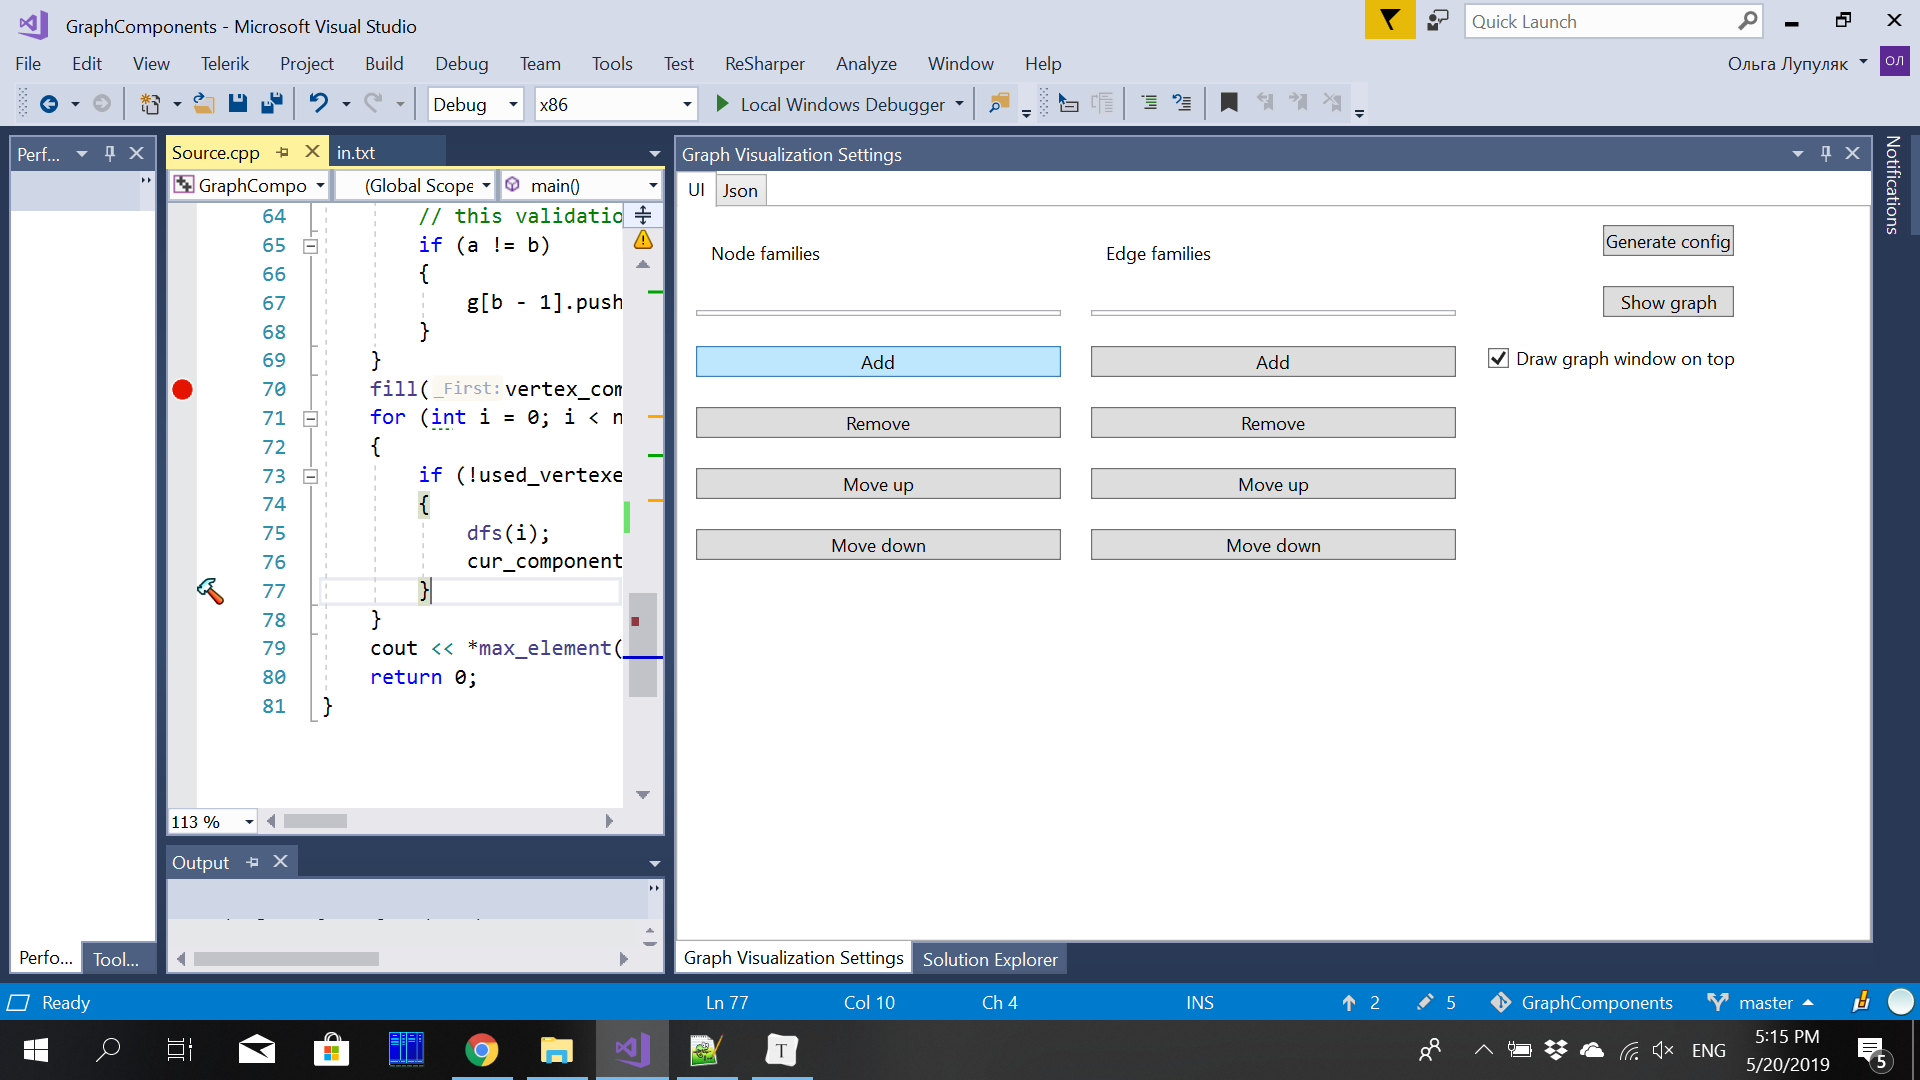 GraphComponents - Microsoft Visual Studio
Quick Launch
File Edit View Telerik Project Build Debug Team Tools Test ReSharper Analyze Window Help
Ольга Лупуляк ОЛ
Debug x86 Local Windows Debugger
Perf...
Source.cpp in.txt
GraphCompo (Global Scope main()
64 // this validatio
65 if (a != b)
66 {
67 g[b - 1].push
68 }
69 }
70 fill( _First: vertex_com
71 for (int i = 0; i < n
72 {
73 if (!used_vertexe
74 {
75 dfs(i);
76 cur_component
77 }
78 }
79 cout << *max_element(
80 return 0;
81 }
113 %
Output
Perfo... Tool...
Graph Visualization Settings
UI Json
Node families Edge families
Generate config
Show graph
Add Add
Draw graph window on top
Remove Remove
Move up Move up
Move down Move down
Graph Visualization Settings Solution Explorer
Notifications
Ready Ln 77 Col 10 Ch 4 INS 2 5 GraphComponents master
T
ENG
5:15 PM
5/20/2019
5